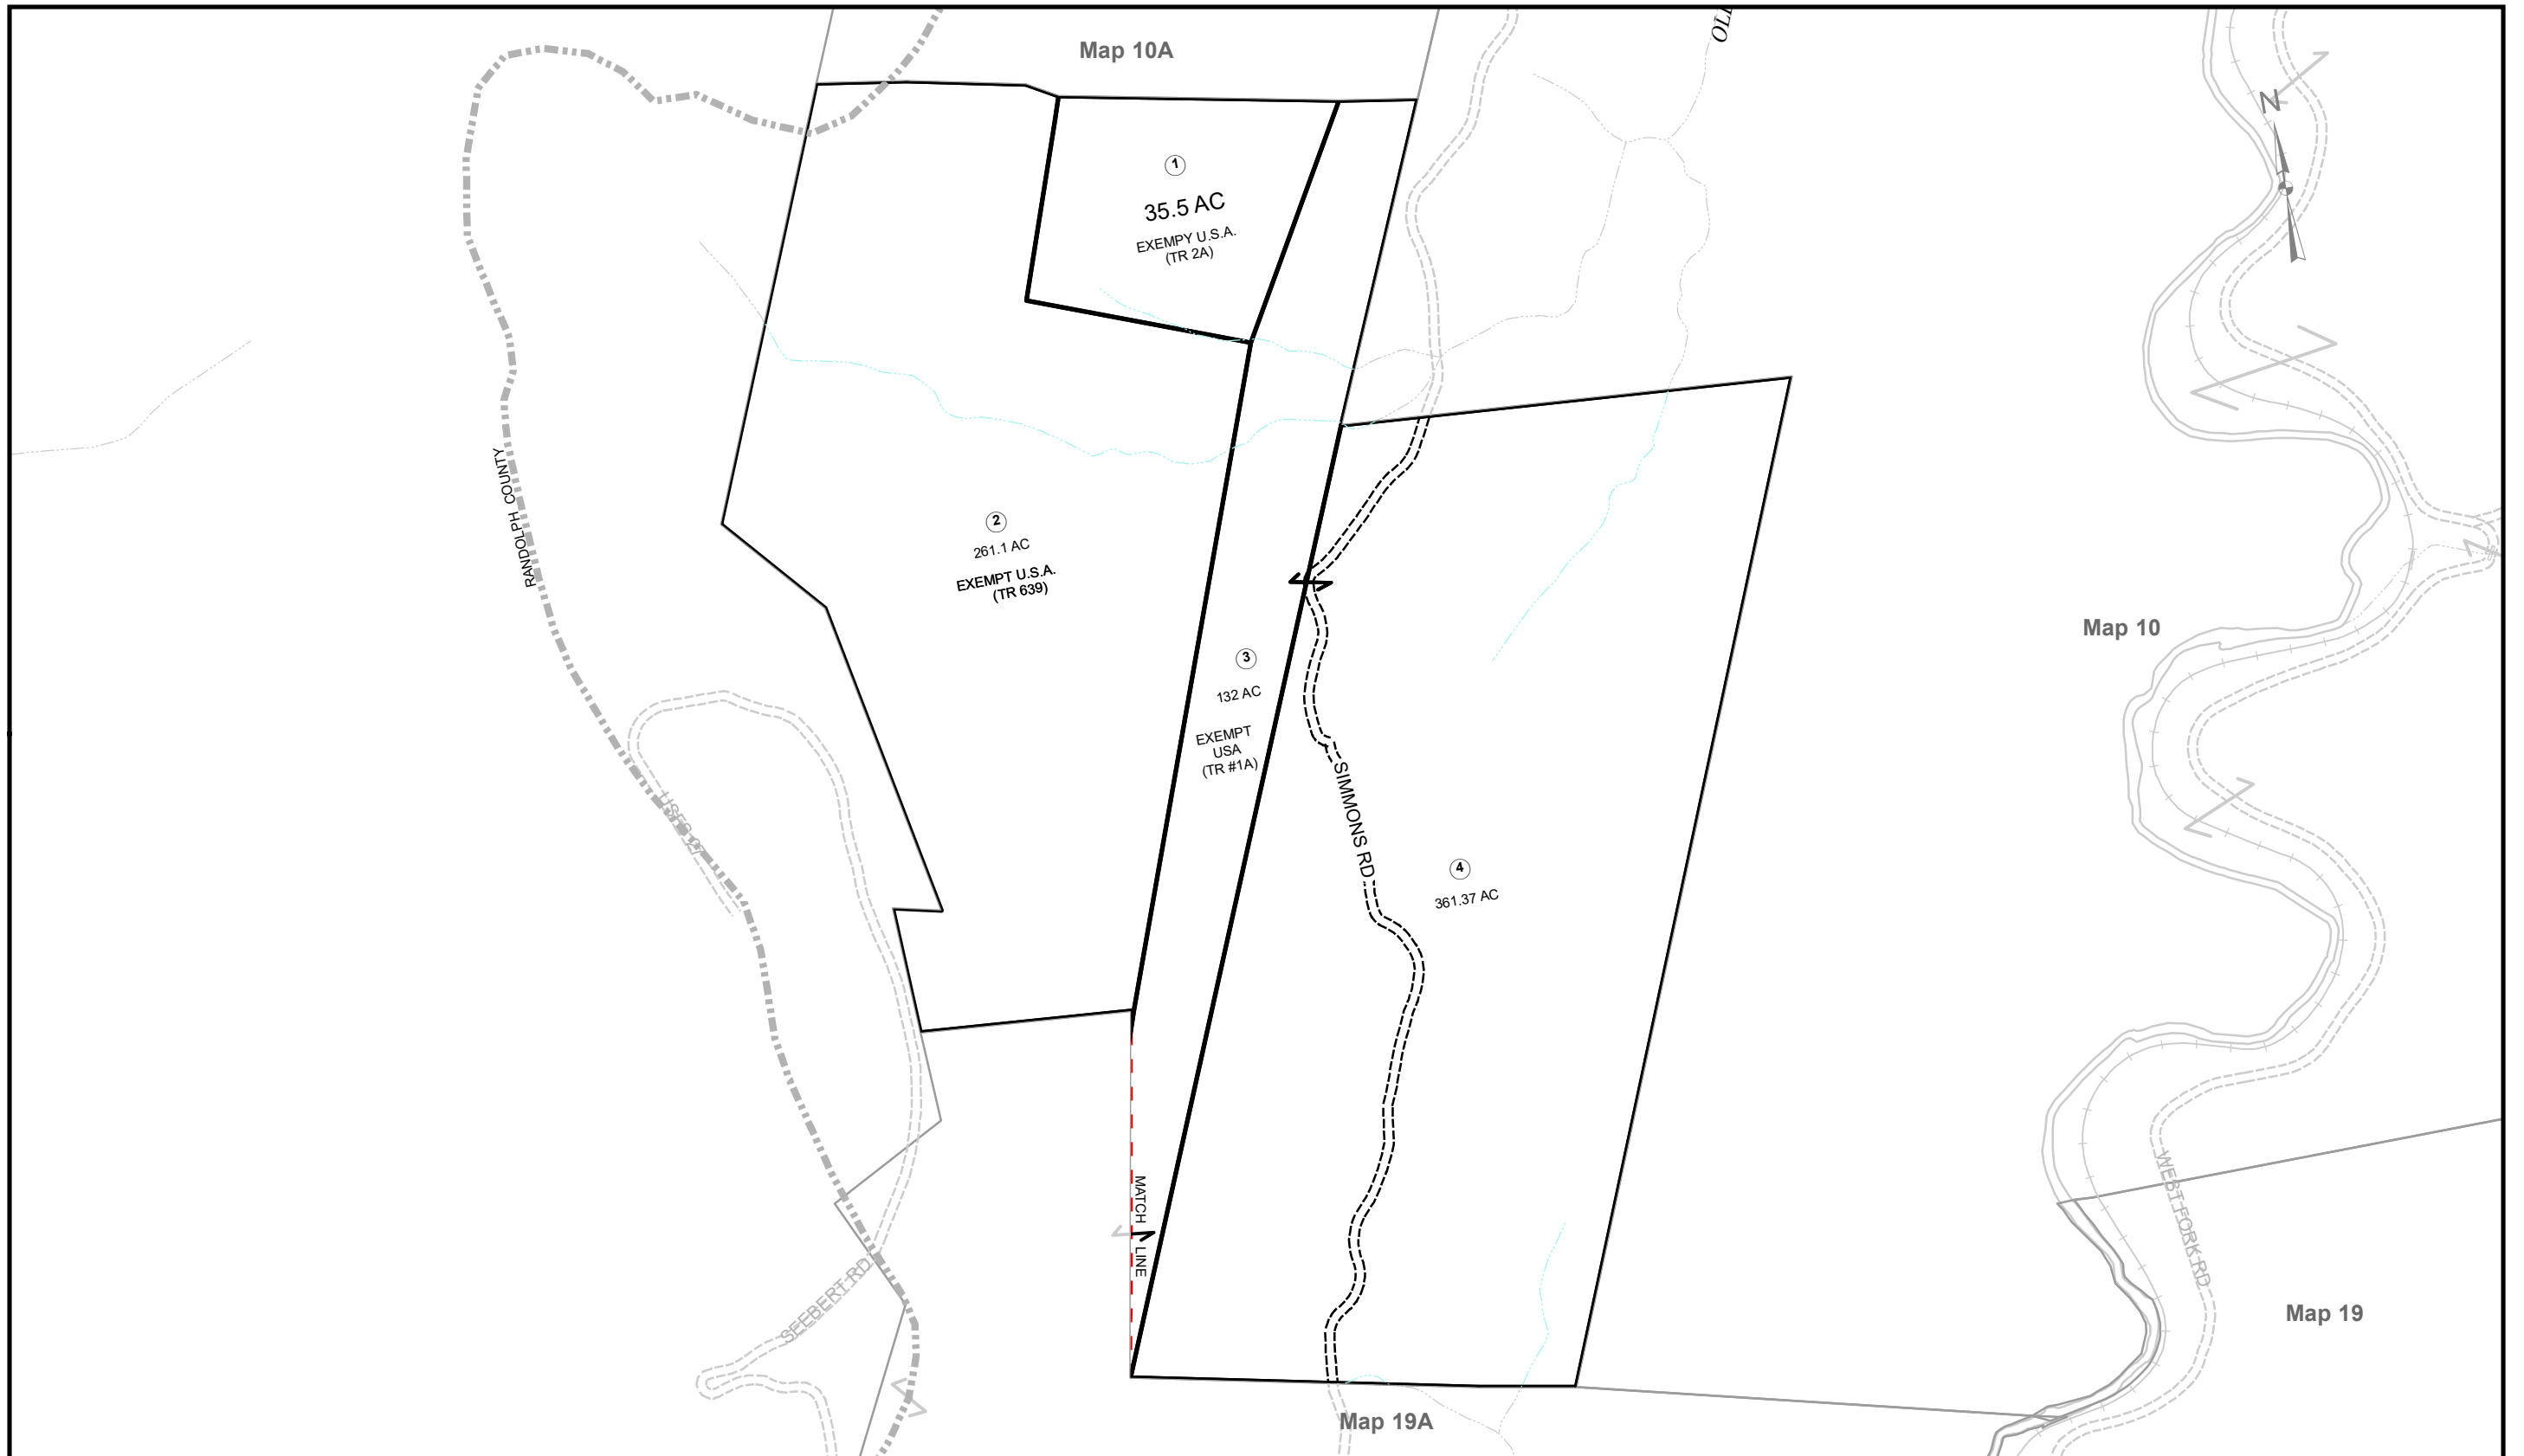 Map 10A
N
1
35.5 AC
EXEMPY U.S.A.
(TR 2A)
RANDOLPH COUNTY
2
261.1 AC
EXEMPT U.S.A.
(TR 639)
Map 10
3
132 AC
EXEMPT
USA
(TR #1A)
SIMMONS RD
4
361.37 AC
MATCH LINE
SEEBERT RD
WEST FORK RD
Map 19
Map 19A